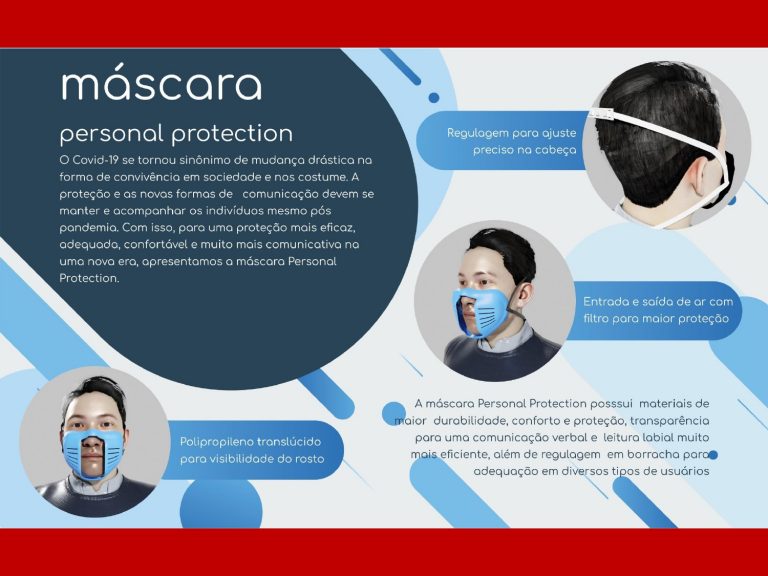 máscara
personal protection
O Covid-19 se tornou sinônimo de mudança drástica na
forma de convivência em sociedade e nos costume. A
proteção e as novas formas de comunicação devem se
manter e acompanhar os indivíduos mesmo pós
pandemia. Com isso, para uma proteção mais eficaz,
adequada, confortável e muito mais comunicativa na
uma nova era, apresentamos a máscara Personal
Protection.
Regulagem para ajuste
preciso na cabeça
Entrada e saída de ar com
filtro para maior proteção
Polipropileno translúcido
para visibilidade do rosto
A máscara Personal Protection posssui materiais de
maior durabilidade, conforto e proteção, transparência
para uma comunicação verbal e leitura labial muito
mais eficiente, além de regulagem em borracha para
adequação em diversos tipos de usuários